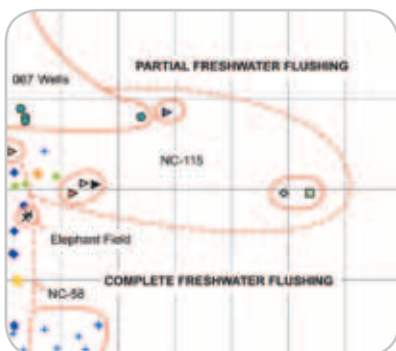 PARTIAL FRESHWATER FLUSHING
067 Wells
NC-115
Elephant Field
COMPLETE FRESHWATER FLUSHING
NC-58